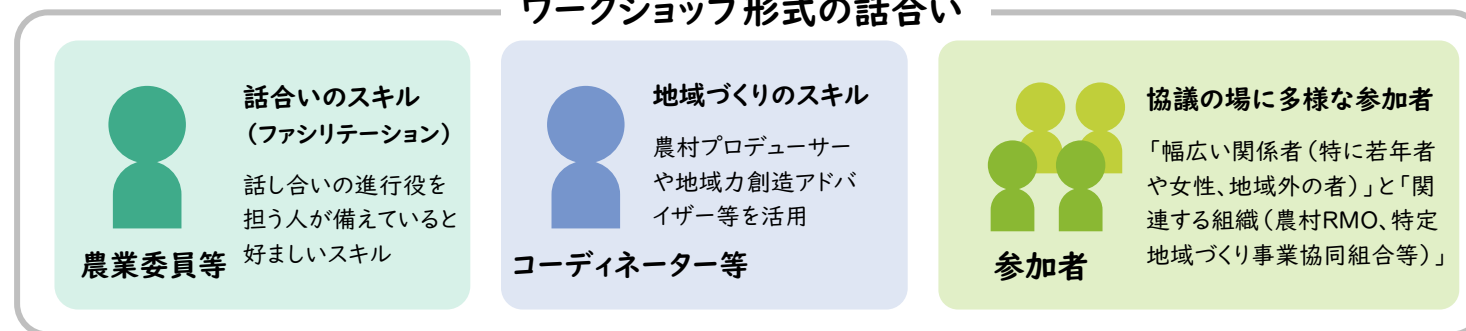 ワークショップ形式の話合い
話合いのスキル
（ファシリテーション）
話し合いの進行役を
担う人が備えていると
好ましいスキル
農業委員等
地域づくりのスキル
農村プロデューサー
や地域力創造アドバ
イザー等を活用
コーディネーター等
協議の場に多様な参加者
「幅広い関係者（特に若年者
や女性、地域外の者）」と「関
連する組織（農村RMO、特定
地域づくり事業協同組合等）」
参加者